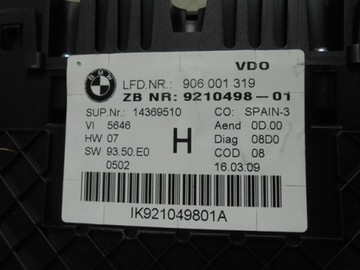 BMW
VDO
LFD.NR.: 906 001 319
ZB NR: 9210498-01
SUP.Nr.: 14369510 CO: SPAIN-3
VI 5646 Aend 0D.00
HW 07 H Diag 08D0
SW 93.50.E0 COD 08
0502 16.03.09
IK921049801A